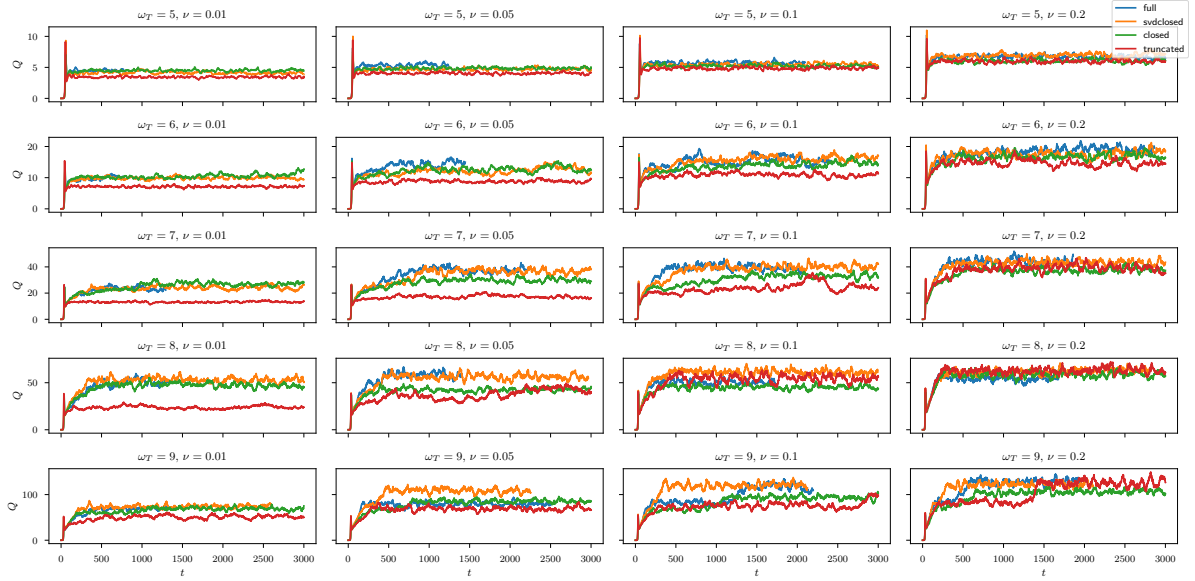 full
svdclosed
closed
truncated
ω_T = 5, ν = 0.01
ω_T = 5, ν = 0.05
ω_T = 5, ν = 0.1
ω_T = 5, ν = 0.2
10
5
0
Q
ω_T = 6, ν = 0.01
ω_T = 6, ν = 0.05
ω_T = 6, ν = 0.1
ω_T = 6, ν = 0.2
20
10
0
Q
ω_T = 7, ν = 0.01
ω_T = 7, ν = 0.05
ω_T = 7, ν = 0.1
ω_T = 7, ν = 0.2
40
20
0
Q
ω_T = 8, ν = 0.01
ω_T = 8, ν = 0.05
ω_T = 8, ν = 0.1
ω_T = 8, ν = 0.2
50
0
Q
ω_T = 9, ν = 0.01
ω_T = 9, ν = 0.05
ω_T = 9, ν = 0.1
ω_T = 9, ν = 0.2
100
0
Q
0 500 1000 1500 2000 2500 3000
0 500 1000 1500 2000 2500 3000
0 500 1000 1500 2000 2500 3000
0 500 1000 1500 2000 2500 3000
t
t
t
t